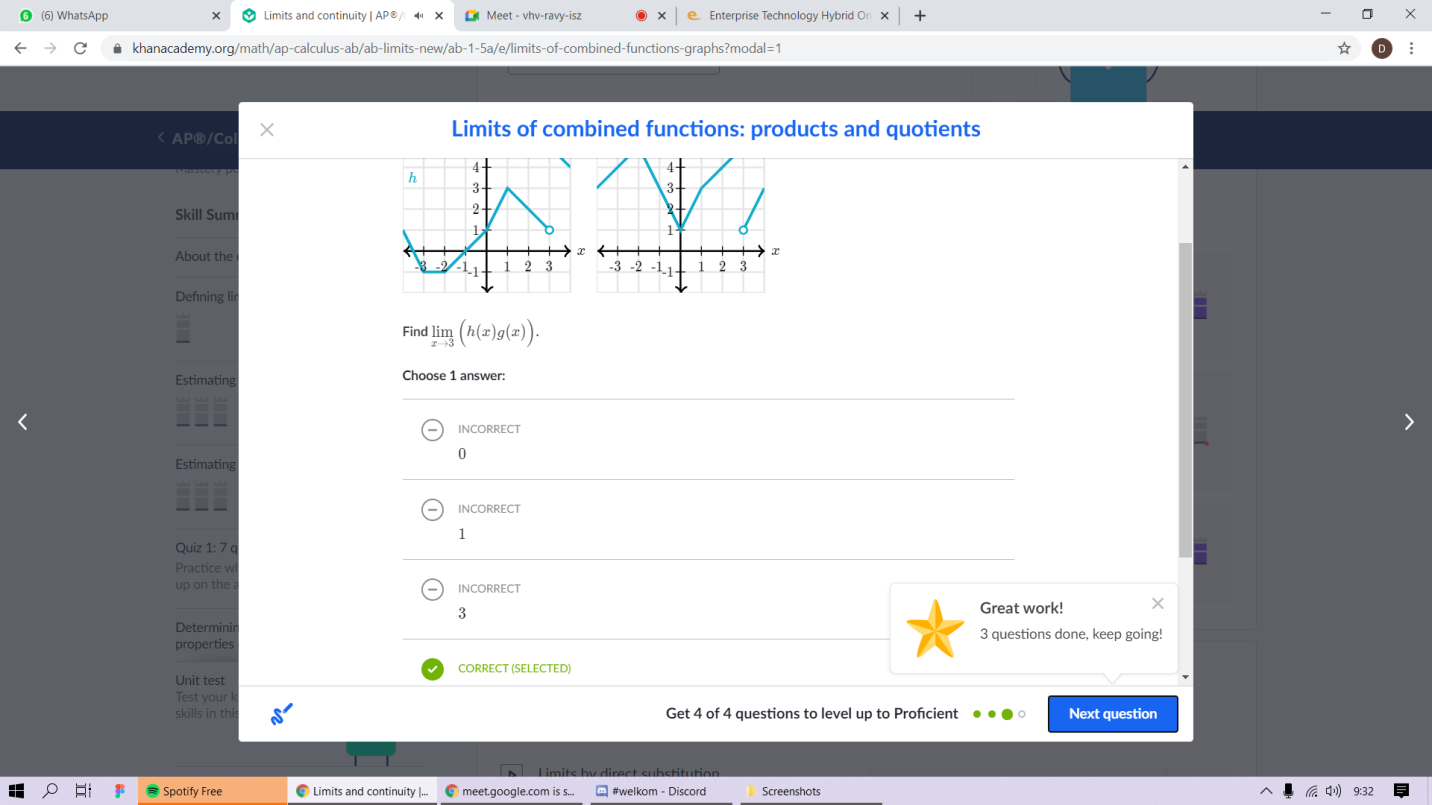 (6) WhatsApp
Limits and continuity | AP®/
Meet - vhv-ravy-isz
Enterprise Technology Hybrid On
khanacademy.org/math/ap-calculus-ab/ab-limits-new/ab-1-5a/e/limits-of-combined-functions-graphs?modal=1
D
AP®/Col
Limits of combined functions: products and quotients
Skill Sum
About the
Defining li
Estimating
Estimating
Quiz 1: 7 q
Practice w
up on the a
Determinin
properties
Unit test
Test your k
skills in this
h
4
3
2
1
-1
-3 -2 -1 1 2 3
x
4
3
2
1
-1
-3 -2 -1 1 2 3
x
Find lim x→3 (h(x)g(x)).
Choose 1 answer:
INCORRECT
0
INCORRECT
1
INCORRECT
3
CORRECT (SELECTED)
Great work!
3 questions done, keep going!
Get 4 of 4 questions to level up to Proficient
Next question
Limits by direct substitution
Spotify Free
Limits and continuity |...
meet.google.com is s...
#welkom - Discord
Screenshots
9:32